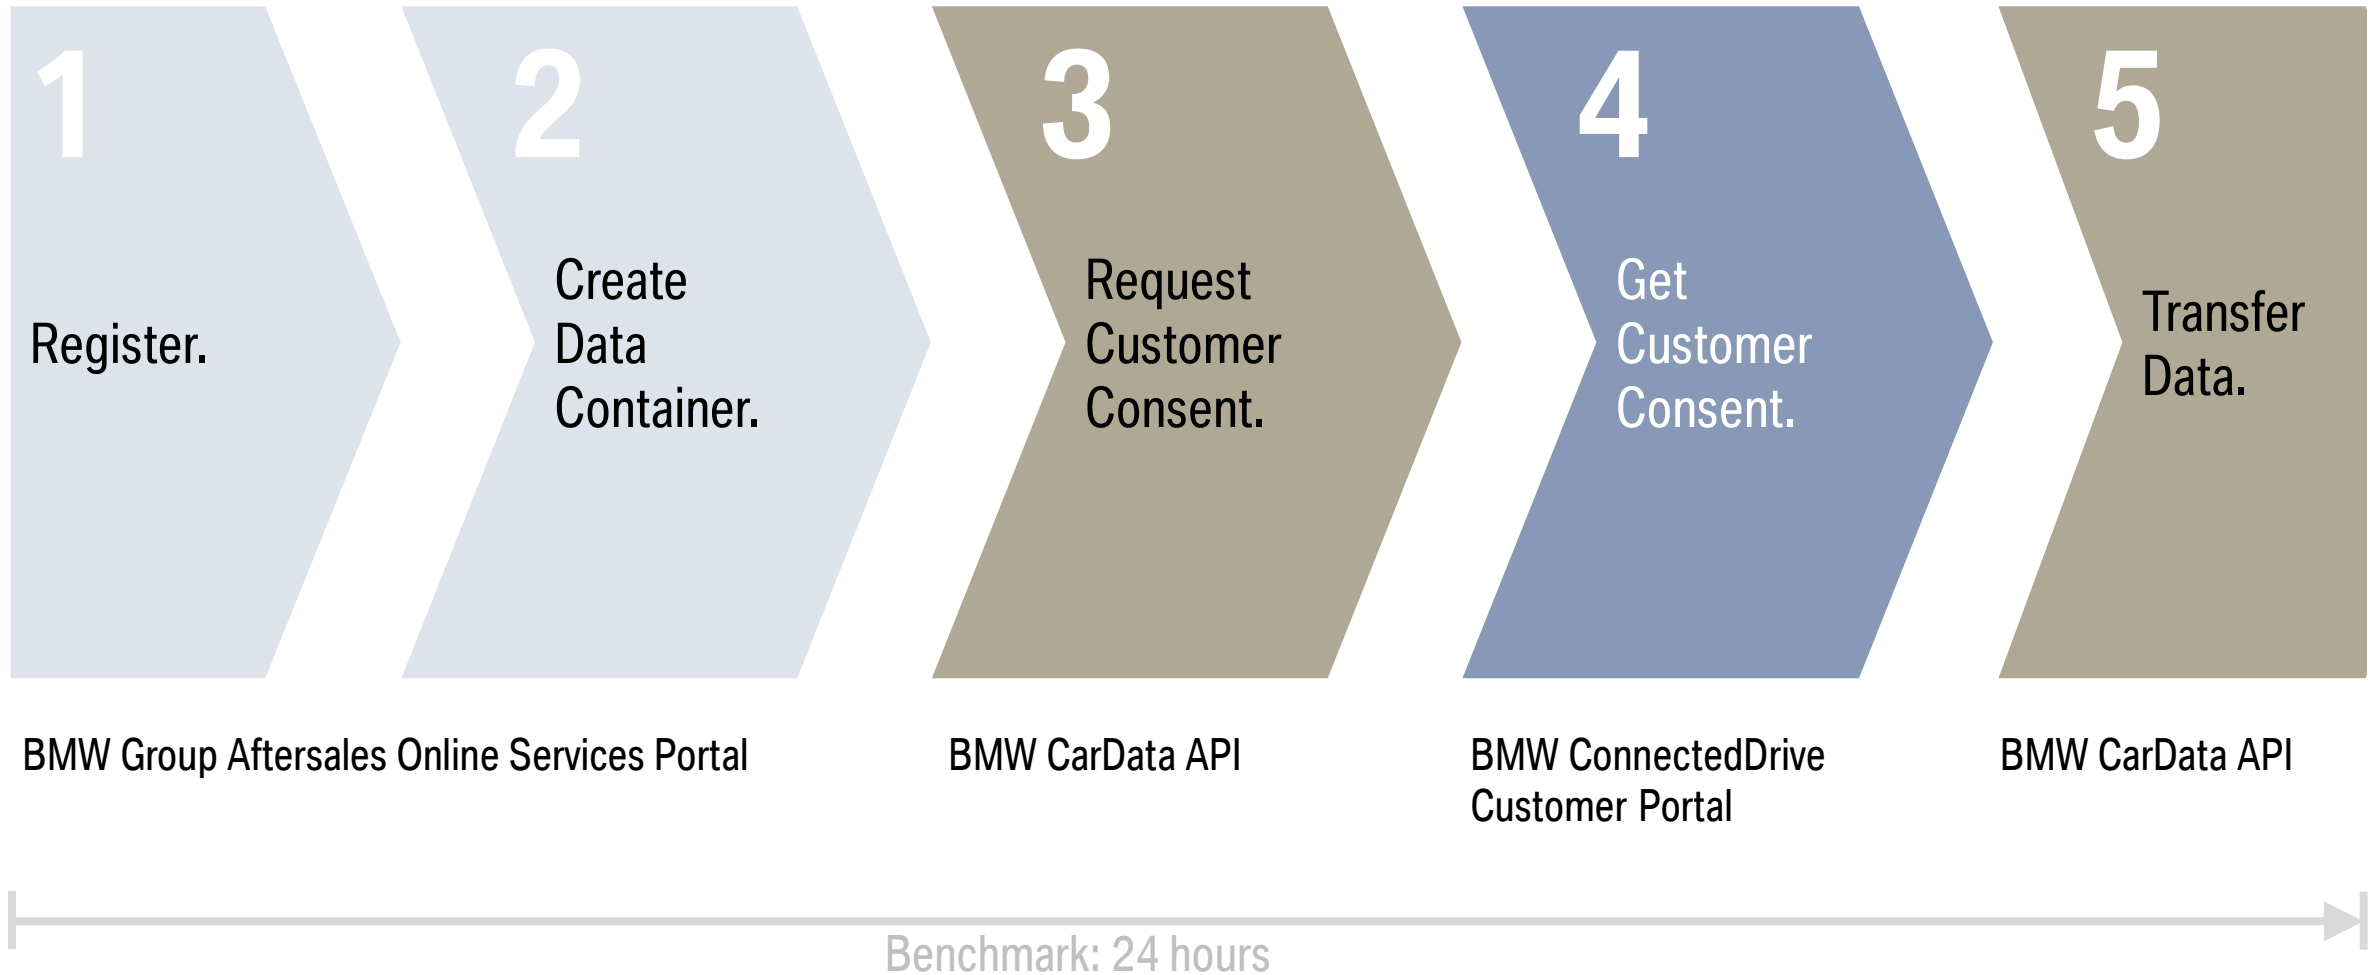 1
Register.
2
Create
Data
Container.
3
Request
Customer
Consent.
4
Get
Customer
Consent.
5
Transfer
Data.
BMW Group Aftersales Online Services Portal
BMW CarData API
BMW ConnectedDrive
Customer Portal
BMW CarData API
Benchmark: 24 hours